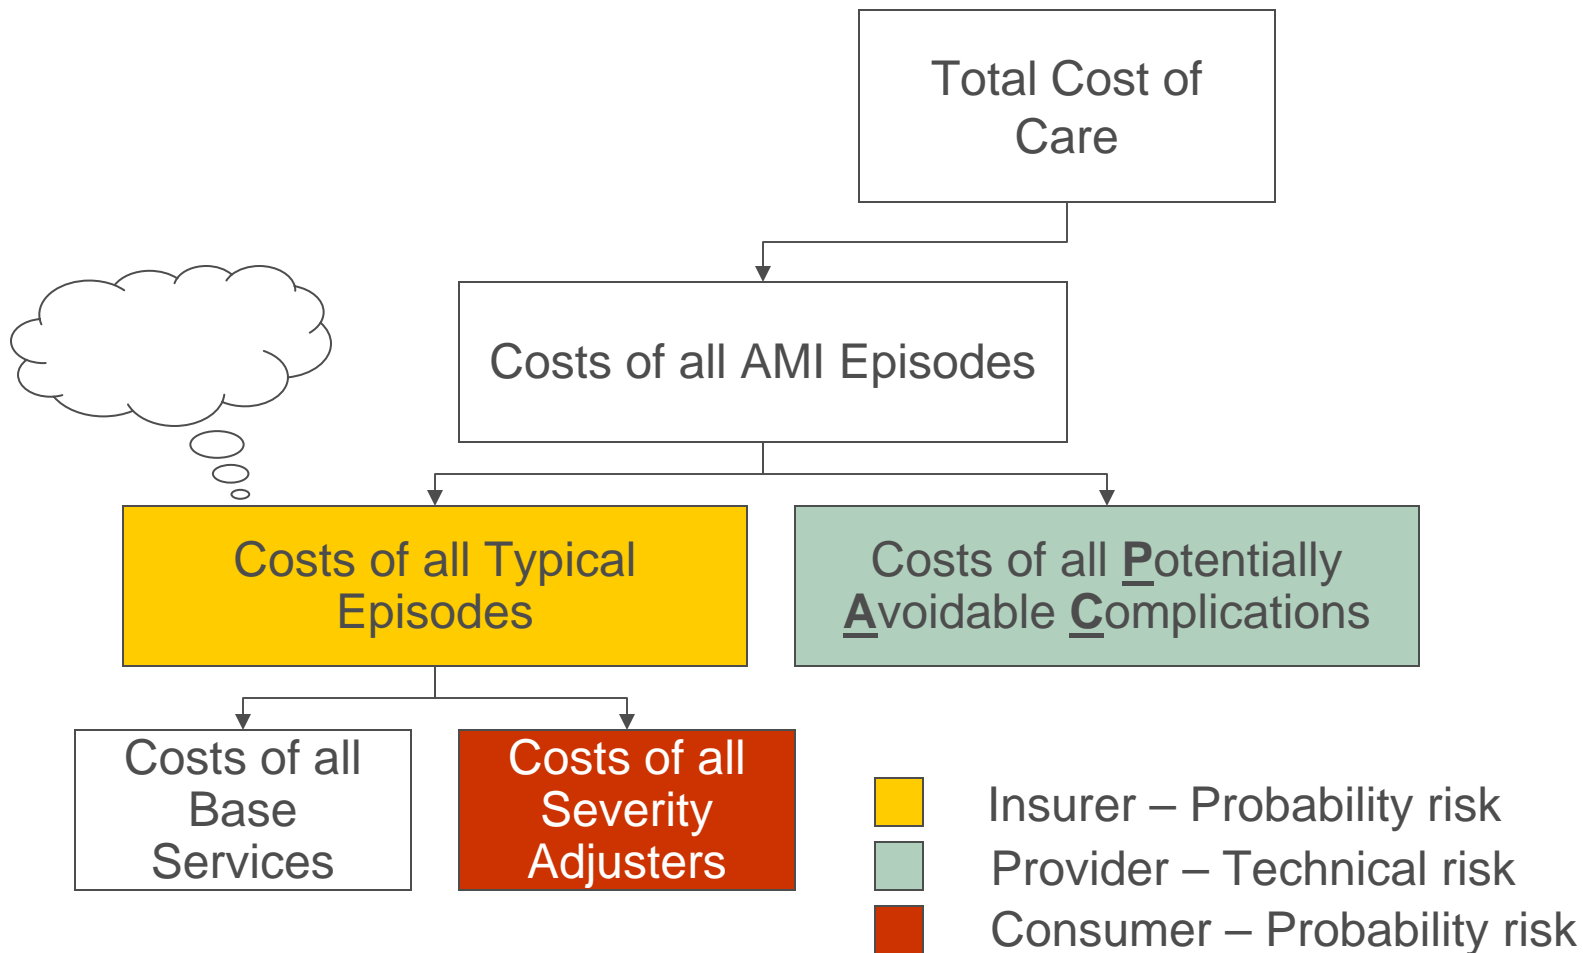 Total Cost of
Care
Costs of all AMI Episodes
Costs of all Typical
Episodes
Costs of all Potentially
Avoidable Complications
Costs of all
Base
Services
Costs of all
Severity
Adjusters
Insurer – Probability risk
Provider – Technical risk
Consumer – Probability risk